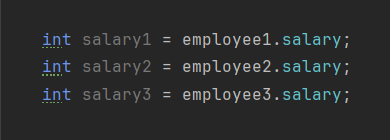 int salary1 = employee1.salary;
int salary2 = employee2.salary;
int salary3 = employee3.salary;